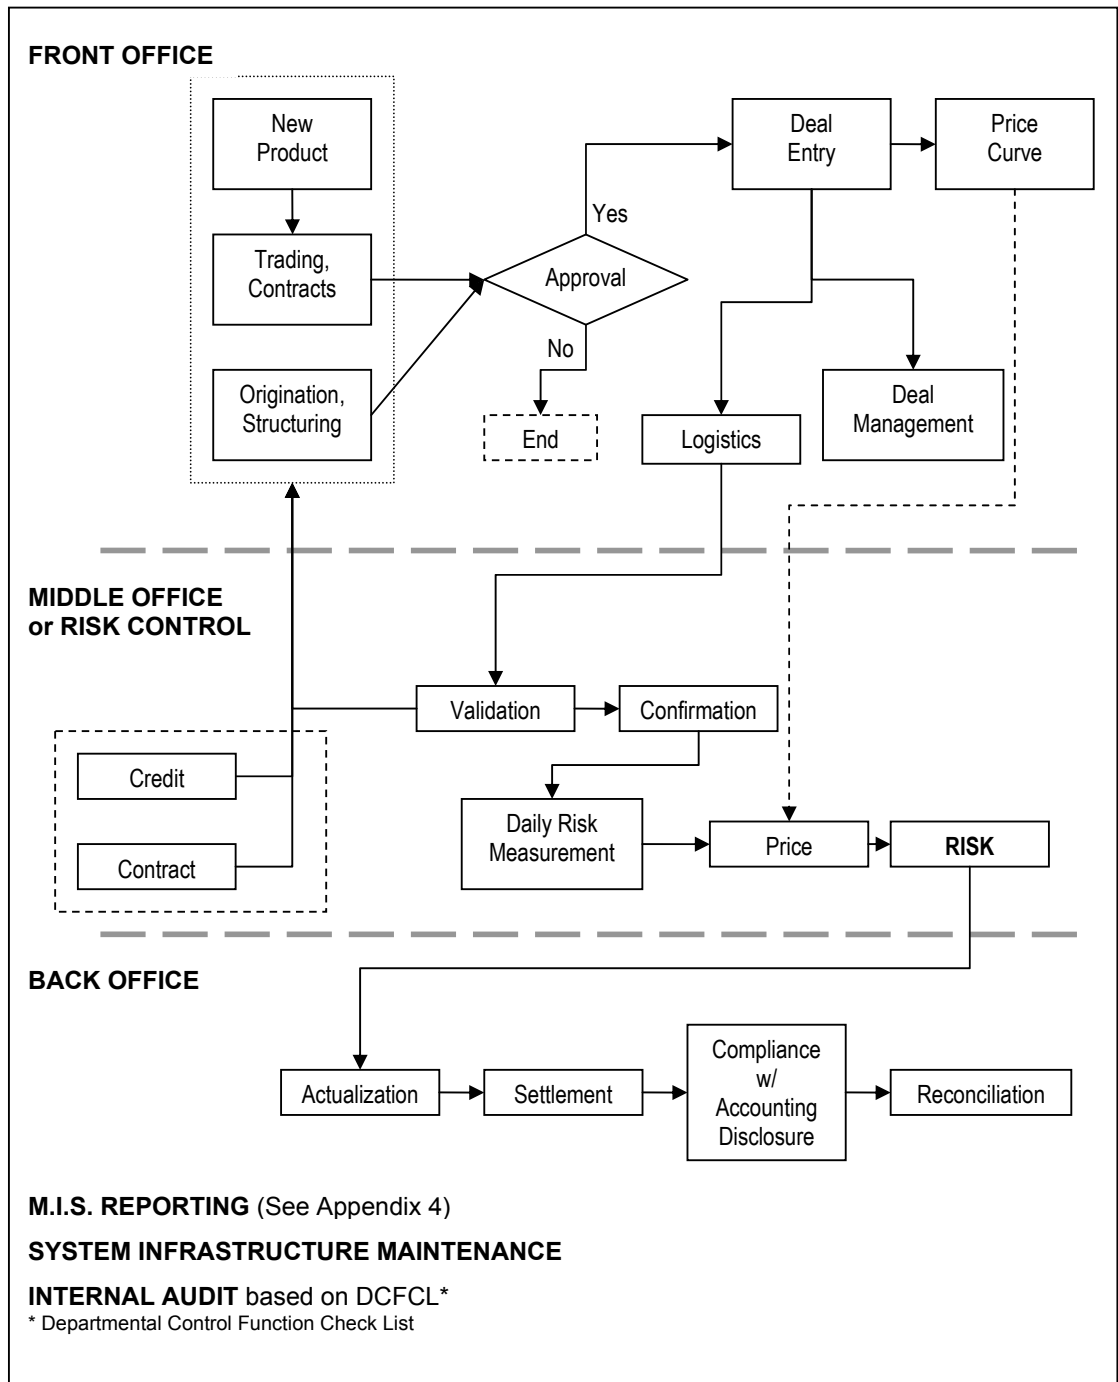 FRONT OFFICE
New
Product
Trading,
Contracts
Origination,
Structuring
Approval
Yes
No
End
Deal
Entry
Price
Curve
Logistics
Deal
Management
MIDDLE OFFICE
or RISK CONTROL
Validation
Confirmation
Credit
Contract
Daily Risk
Measurement
Price
RISK
BACK OFFICE
Actualization
Settlement
Compliance
w/
Accounting
Disclosure
Reconciliation
M.I.S. REPORTING (See Appendix 4)
SYSTEM INFRASTRUCTURE MAINTENANCE
INTERNAL AUDIT based on DCFCL*
* Departmental Control Function Check List